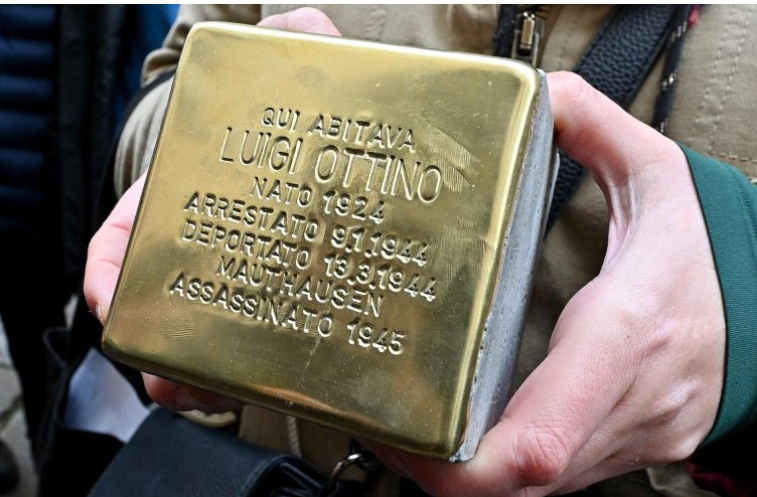 QUI ABITAVA
LUIGI OTTINO
NATO 1924
ARRESTATO 9.1.1944
DEPORTATO 13.3.1944
MAUTHAUSEN
ASSASSINATO 1945